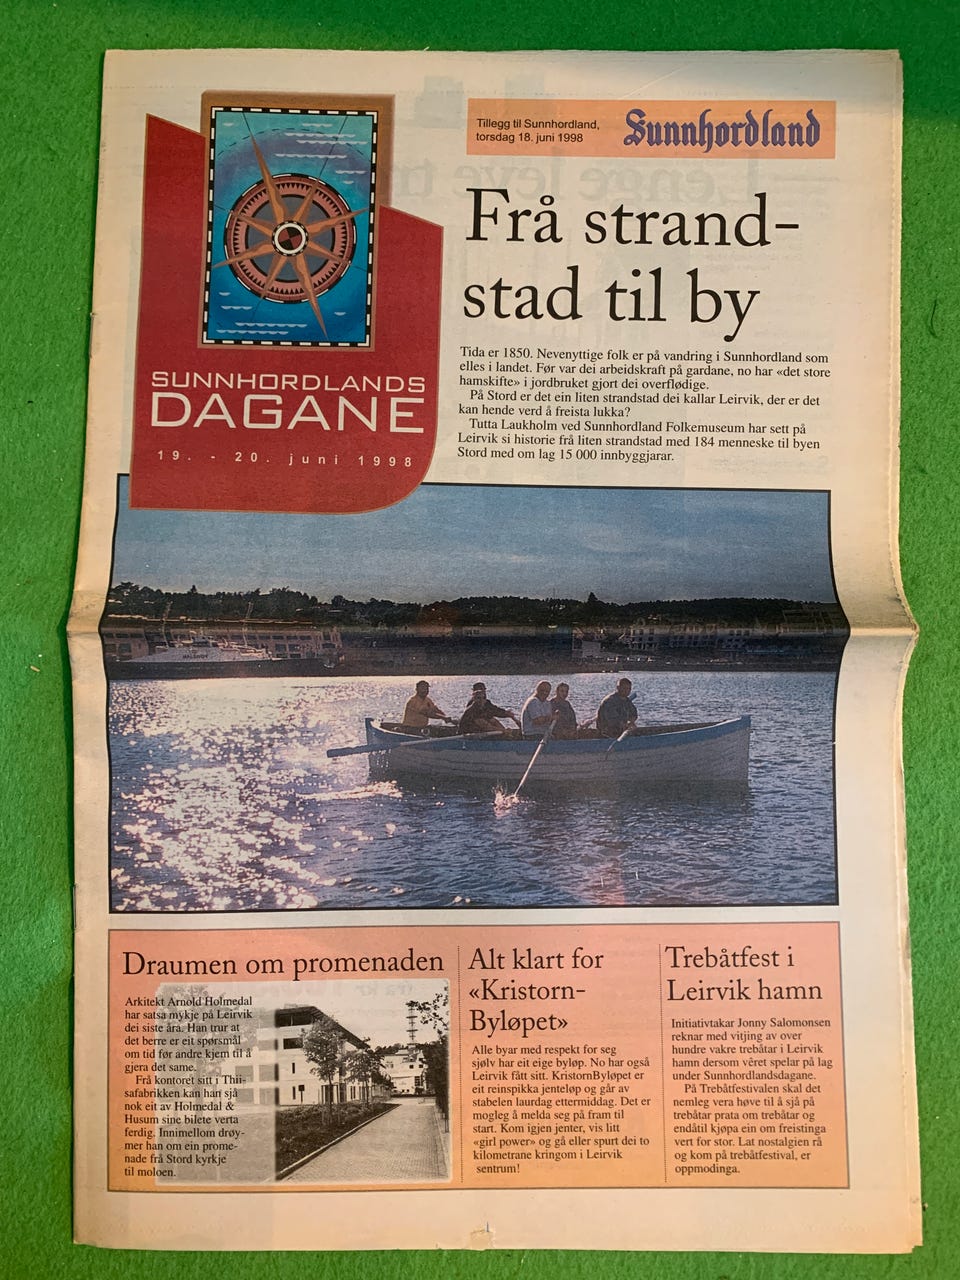 Tillegg til Sunnhordland,
torsdag 18. juni 1998
Sunnhordland
Frå strand-
stad til by
Tida er 1850. Nevenyttige folk er på vandring i Sunnhordland som
elles i landet. Før var dei arbeidskraft på gardane, no har «det store
hamskifte» i jordbruket gjort dei overflødige.
På Stord er det ein liten strandstad dei kallar Leirvik, der er det
kan hende verd å freista lukka?
Tutta Laukholm ved Sunnhordland Folkemuseum har sett på
Leirvik si historie frå liten strandstad med 184 menneske til byen
Stord med om lag 15 000 innbyggjarar.
SUNNHORDLANDS
DAGANE
19. - 20. juni 1998
Draumen om promenaden
Arkitekt Arnold Holmedal
har satsa mykje på Leirvik
dei siste åra. Han trur at
det berre er eit spørsmål
om tid før andre kjem til å
gjera det same.
Frå kontoret sitt i Thii-
safabrikken kan han sjå
nok eit av Holmedal &
Husum sine bilete verta
ferdig. Innimellom drøy-
mer han om ein prome-
nade frå Stord kyrkje
til moloen.
Alt klart for
«Kristorn-
Byløpet»
Alle byar med respekt for seg
sjølv har eit eige byløp. No har også
Leirvik fått sitt. KristornByløpet er
eit reinspikka jenteløp og går av
stabelen laurdag ettermiddag. Det er
mogleg å melda seg på fram til
start. Kom igjen jenter, vis litt
«girl power» og gå eller spurt dei to
kilometrane kringom i Leirvik
sentrum!
Trebåtfest i
Leirvik hamn
Initiativtakar Jonny Salomonsen
reknar med vitjing av over
hundre vakre trebåtar i Leirvik
hamn dersom vêret spelar på lag
under Sunnhordlandsdagane.
På Trebåtfestivalen skal det
nemleg vera høve til å sjå på
trebåtar prata om trebåtar og
endåtil kjøpa ein om freistinga
vert for stor. Lat nostalgien rå
og kom på trebåtfestival, er
oppmodinga.